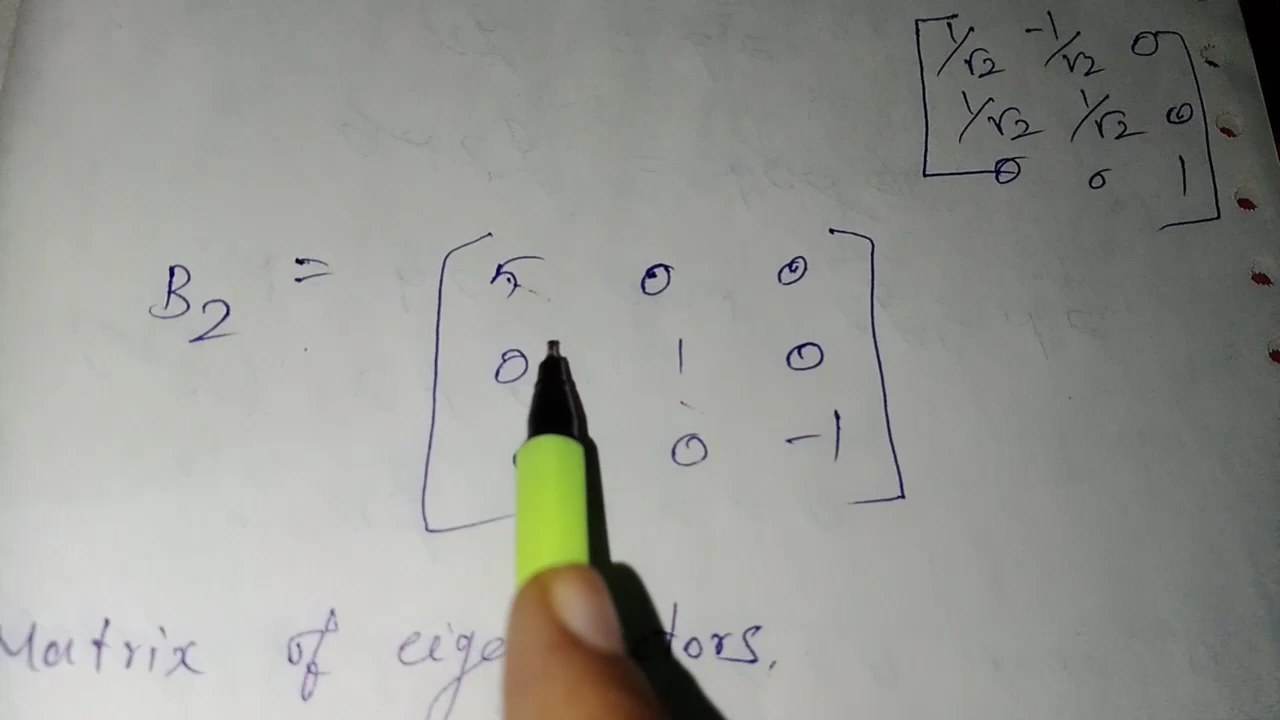 1/√2 -1/√2 0
1/√2 1/√2 0
0 0 1
B2 = 5 0 0
0 1 0
0 -1
Matrix of